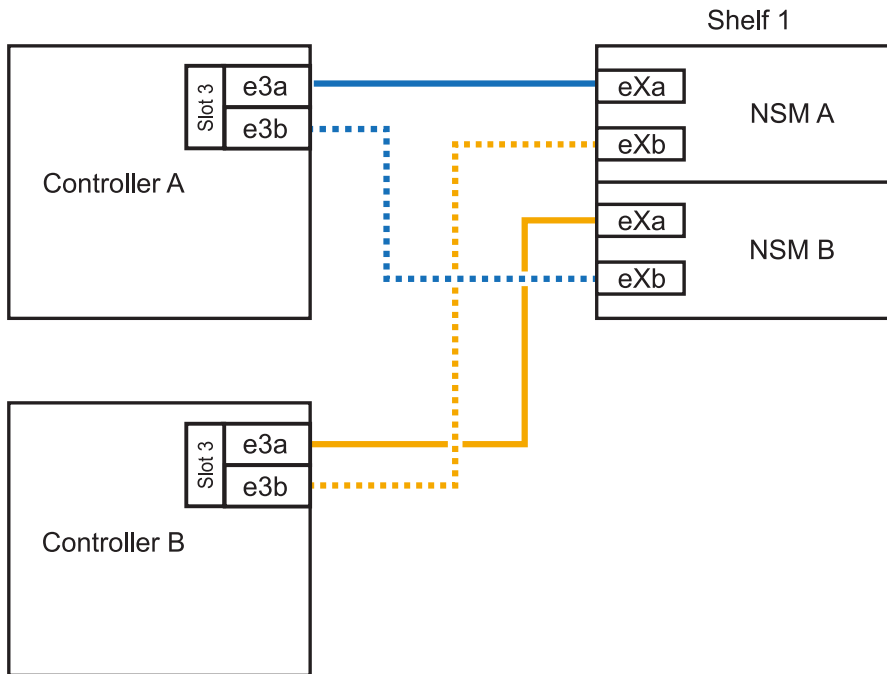 Shelf 1
Slot 3
e3a
e3b
Controller A
eXa
eXb
NSM A
eXa
eXb
NSM B
Slot 3
e3a
e3b
Controller B